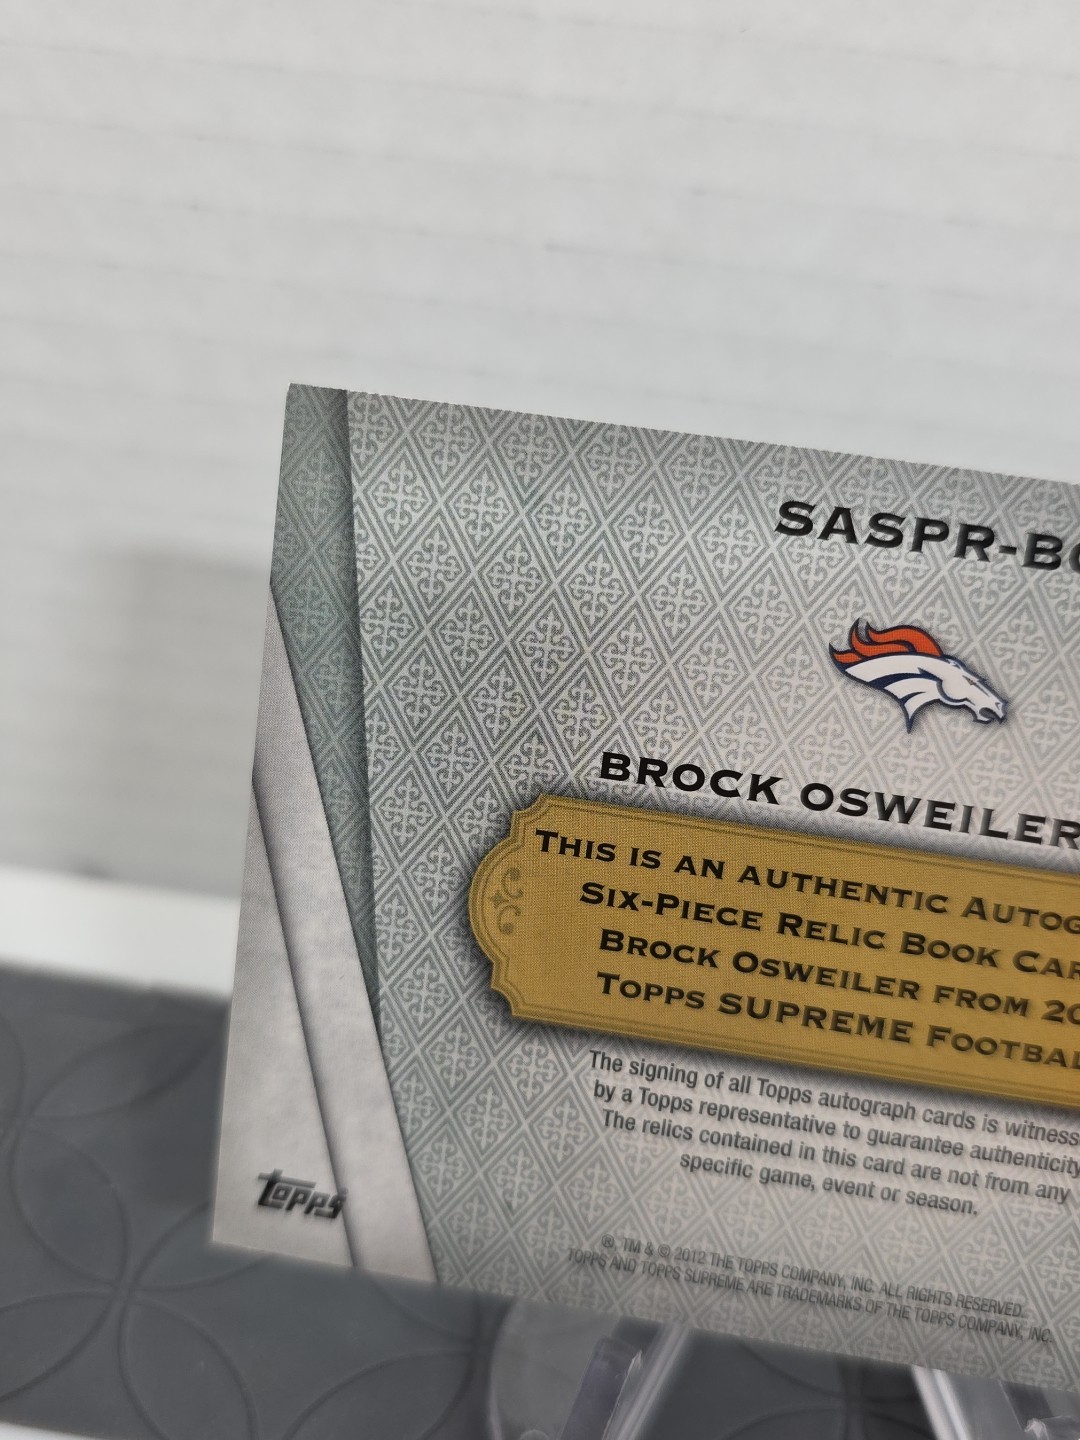 SASPR-BO
BROCK OSWEILER
THIS IS AN AUTHENTIC AUTOG
SIX-PIECE RELIC BOOK CAR
BROCK OSWEILER FROM 20
TOPPS SUPREME FOOTBAL
The signing of all Topps autograph cards is witness
by a Topps representative to guarantee authenticity
The relics contained in this card are not from any
specific game, event or season.
topps
®, TM & © 2012 THE TOPPS COMPANY, INC. ALL RIGHTS RESERVED.
TOPPS AND TOPPS SUPREME ARE TRADEMARKS OF THE TOPPS COMPANY, INC.